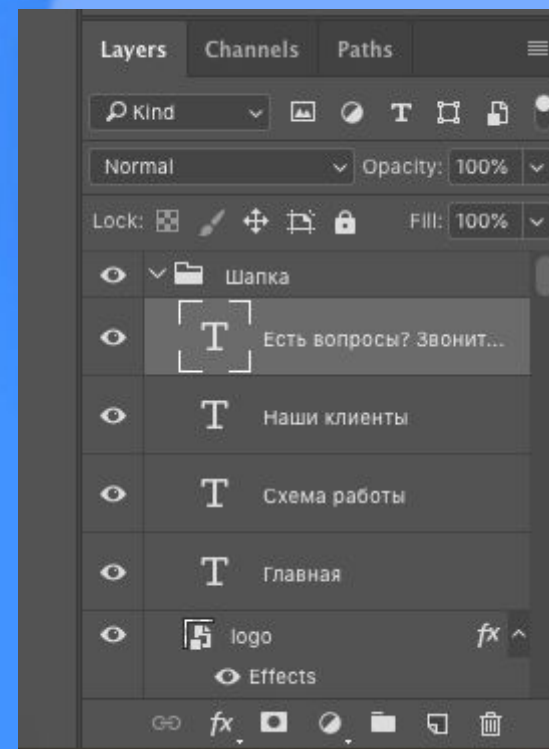 Layers Channels Paths
Kind
Normal Opacity: 100%
Lock: Fill: 100%
Шапка
Есть вопросы? Звонит...
Наши клиенты
Схема работы
Главная
logo fx
Effects
fx